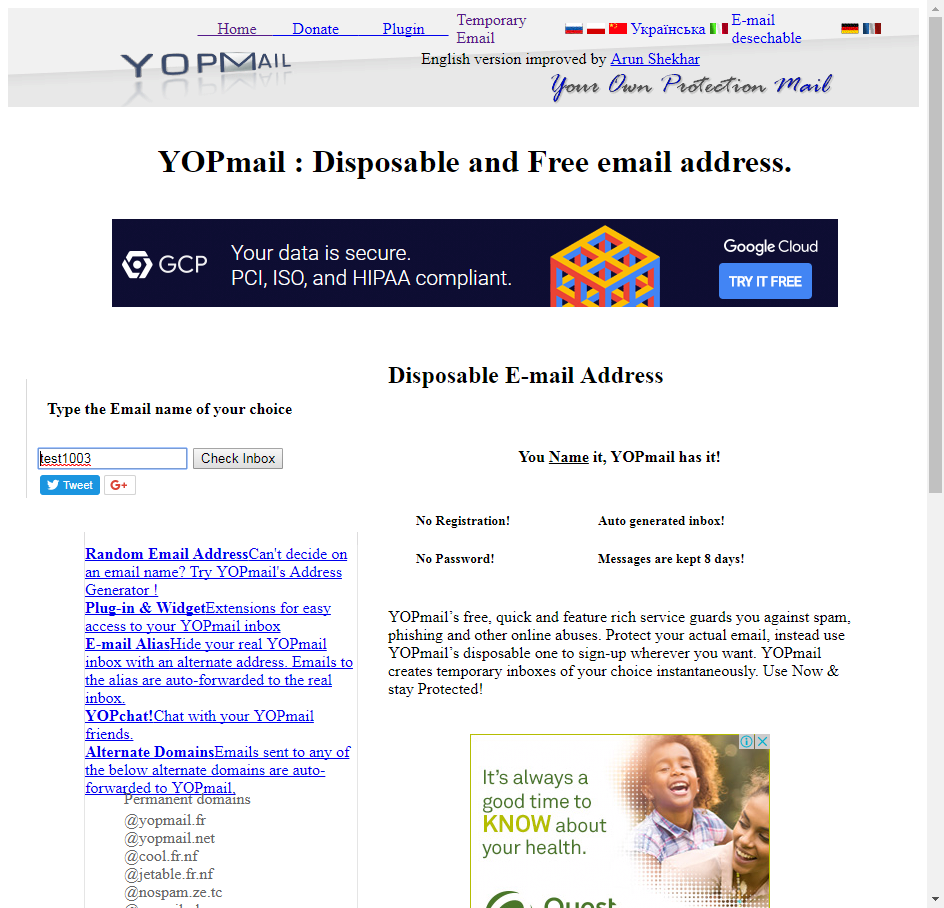 Home Donate Plugin Temporary Email Українська E-mail desechable
YOPMAIL
English version improved by Arun Shekhar
Your Own Protection Mail
YOPmail : Disposable and Free email address.
GCP
Your data is secure.
PCI, ISO, and HIPAA compliant.
Google Cloud
TRY IT FREE
Type the Email name of your choice
test1003 Check Inbox
Tweet G+
Random Email AddressCan't decide on
an email name? Try YOPmail's Address
Generator !
Plug-in & WidgetExtensions for easy
access to your YOPmail inbox
E-mail AliasHide your real YOPmail
inbox with an alternate address. Emails to
the alias are auto-forwarded to the real
inbox.
YOPchat!Chat with your YOPmail
friends.
Alternate DomainsEmails sent to any of
the below alternate domains are auto-
forwarded to YOPmail.
Permanent domains
@yopmail.fr
@yopmail.net
@cool.fr.nf
@jetable.fr.nf
@nospam.ze.tc
Disposable E-mail Address
You Name it, YOPmail has it!
No Registration! Auto generated inbox!
No Password! Messages are kept 8 days!
YOPmail’s free, quick and feature rich service guards you against spam,
phishing and other online abuses. Protect your actual email, instead use
YOPmail’s disposable one to sign-up wherever you want. YOPmail
creates temporary inboxes of your choice instantaneously. Use Now &
stay Protected!
It’s always a
good time to
KNOW about
your health.
Quest